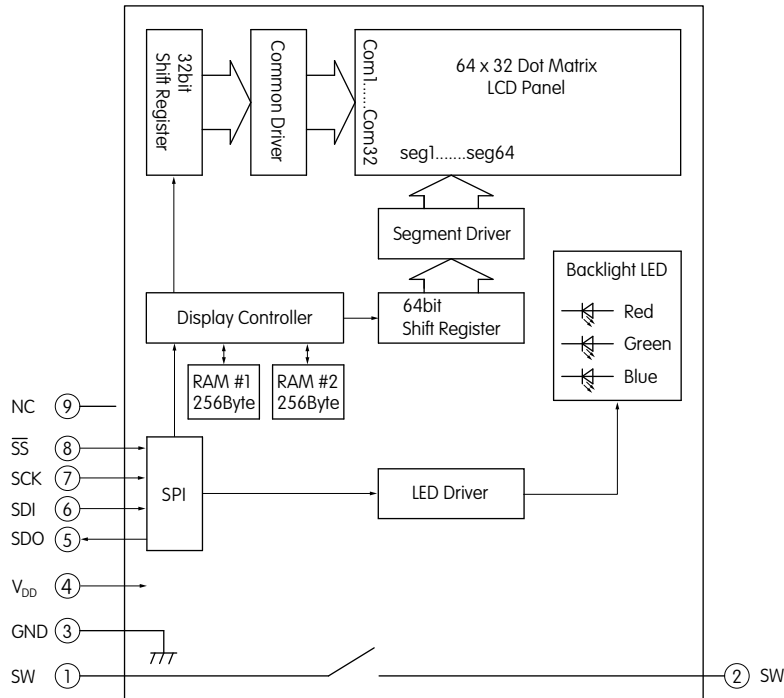 32bit
Shift Register
Common Driver
Com1......Com32
64 x 32 Dot Matrix
LCD Panel
seg1.......seg64
Segment Driver
Backlight LED
Red
Green
Blue
Display Controller
64bit
Shift Register
RAM #1
256Byte
RAM #2
256Byte
NC 9
S̅S̅ 8
SCK 7
SDI 6
SDO 5
SPI
LED Driver
VDD 4
GND 3
SW 1
2 SW